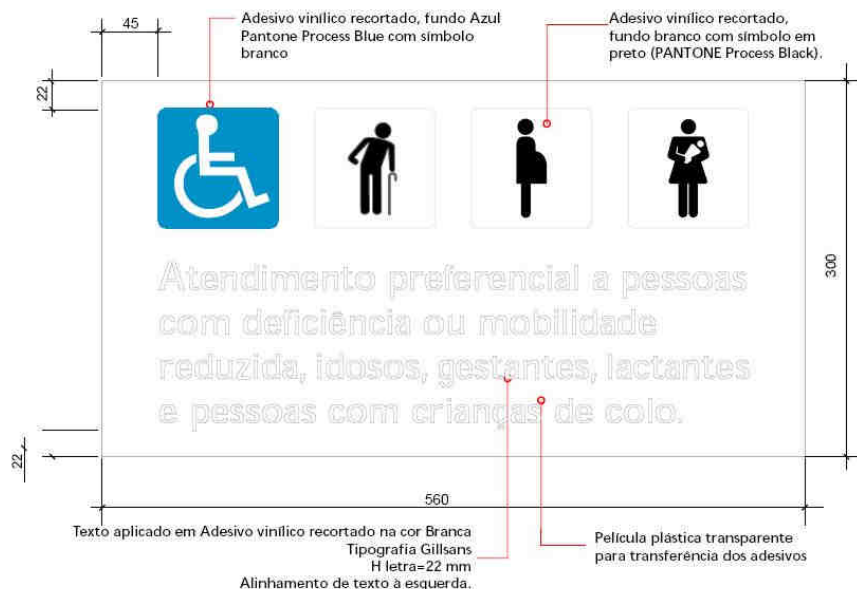 45
Adesivo vinílico recortado, fundo Azul
Pantone Process Blue com símbolo
branco
Adesivo vinílico recortado,
fundo branco com símbolo em
preto (PANTONE Process Black).
22
Atendimento preferencial a pessoas
com deficiência ou mobilidade
reduzida, idosos, gestantes, lactantes
e pessoas com crianças de colo.
300
22
560
Texto aplicado em Adesivo vinílico recortado na cor Branca
Tipografia Gillsans
H letra=22 mm
Alinhamento de texto à esquerda.
Película plástica transparente
para transferência dos adesivos